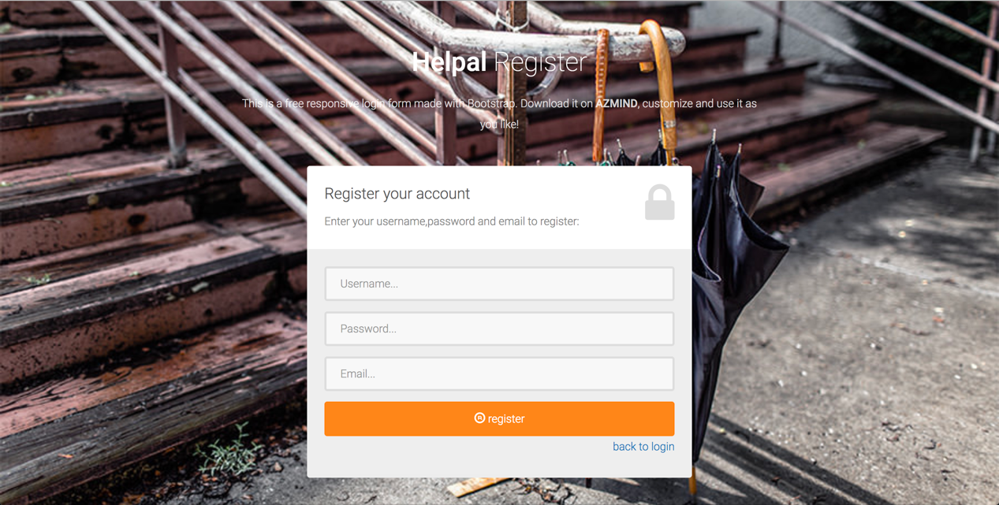 Helpal Register
This is a free responsive login form made with Bootstrap. Download it on AZMIND, customize and use it as
you like!
Register your account
Enter your username,password and email to register:
Username...
Password...
Email...
® register
back to login